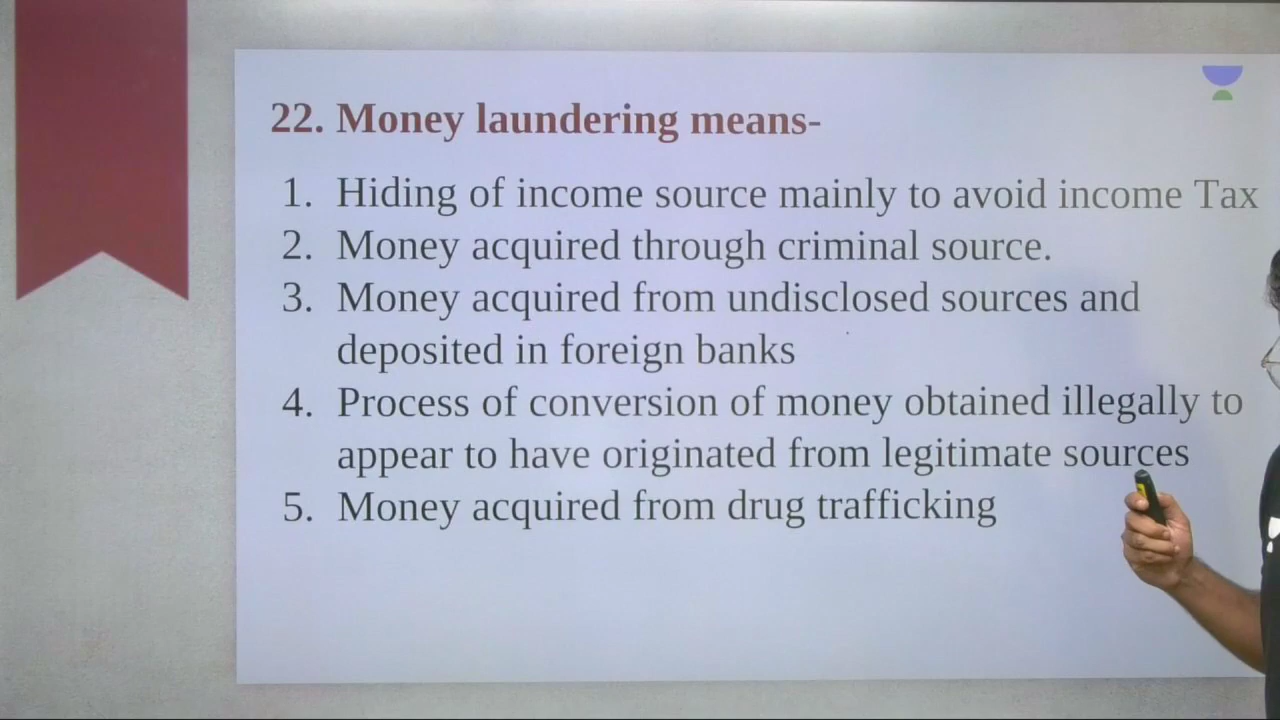 22. Money laundering means-
1. Hiding of income source mainly to avoid income Tax
2. Money acquired through criminal source.
3. Money acquired from undisclosed sources and
deposited in foreign banks
4. Process of conversion of money obtained illegally to
appear to have originated from legitimate sources
5. Money acquired from drug trafficking